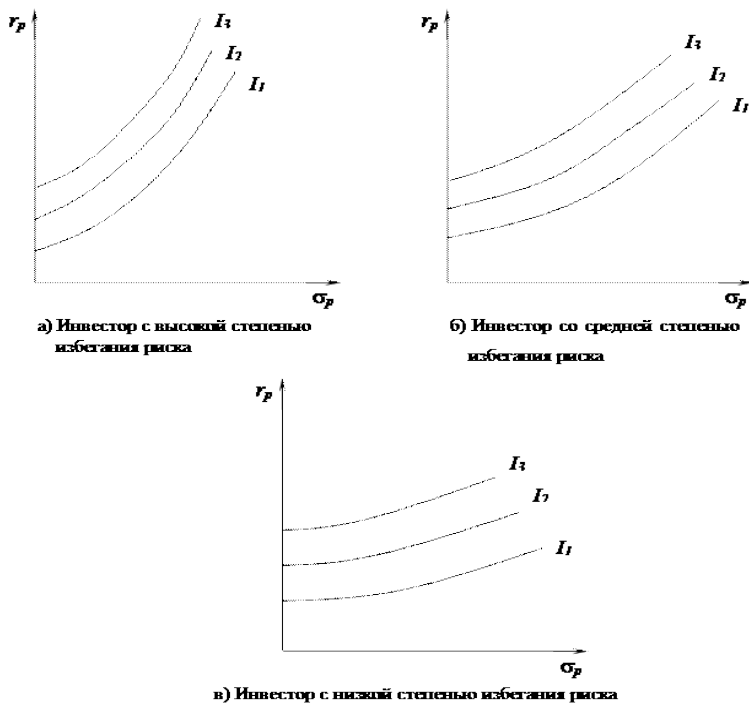 r_p
I_3
I_2
I_1
σ_p
а) Инвестор с высокой степенью
избегания риска
r_p
I_3
I_2
I_1
σ_p
б) Инвестор со средней степенью
избегания риска
r_p
I_3
I_2
I_1
σ_p
в) Инвестор с низкой степенью избегания риска